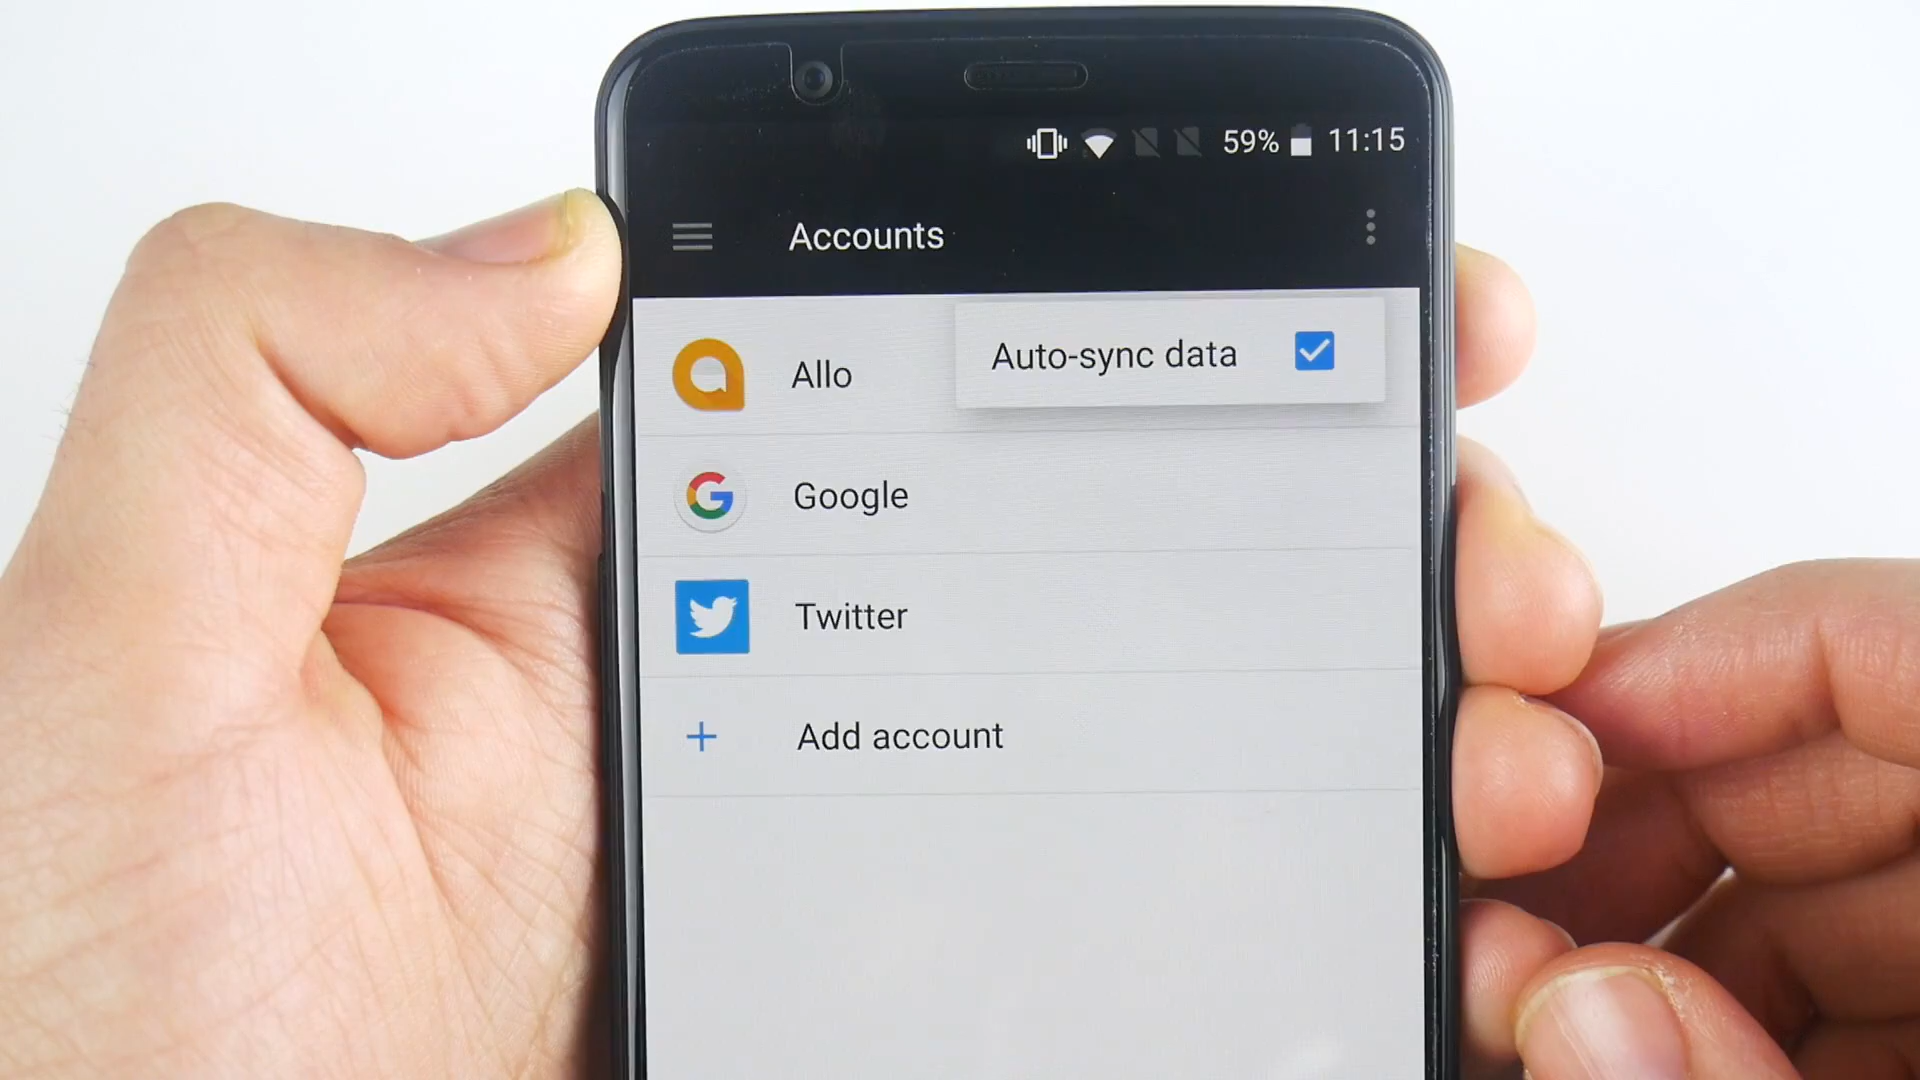 59% 11:15
Accounts
Auto-sync data
Allo
Google
Twitter
Add account